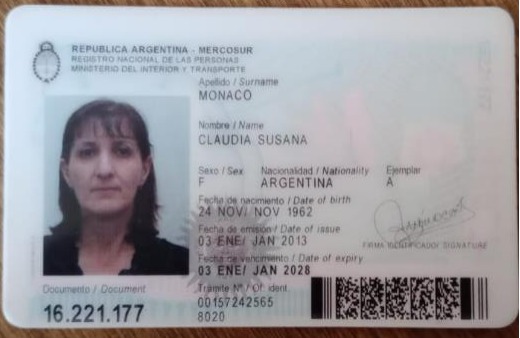 REPUBLICA ARGENTINA - MERCOSUR
REGISTRO NACIONAL DE LAS PERSONAS
MINISTERIO DEL INTERIOR Y TRANSPORTE
Apellido / Surname
MONACO
Nombre / Name
CLAUDIA SUSANA
Sexo / Sex Nacionalidad / Nationality Ejemplar
F ARGENTINA A
Fecha de nacimiento / Date of birth
24 NOV/ NOV 1962
Fecha de emisión / Date of issue
03 ENE/ JAN 2013
FIRMA IDENTIFICADO/ SIGNATURE
Fecha de vencimiento / Date of expiry
03 ENE/ JAN 2028
Documento / Document Trámite Nº / Of. ident.
16.221.177 00157242565
8020